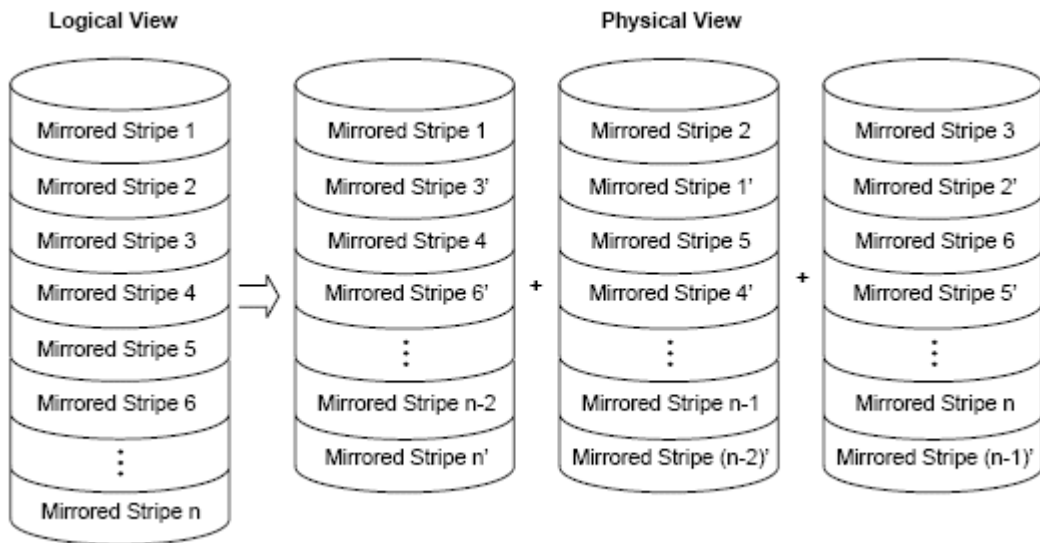 Logical View
Mirrored Stripe 1
Mirrored Stripe 2
Mirrored Stripe 3
Mirrored Stripe 4
Mirrored Stripe 5
Mirrored Stripe 6
Mirrored Stripe n
Physical View
Mirrored Stripe 1
Mirrored Stripe 3’
Mirrored Stripe 4
Mirrored Stripe 6’
Mirrored Stripe n-2
Mirrored Stripe n’
+
Mirrored Stripe 2
Mirrored Stripe 1’
Mirrored Stripe 5
Mirrored Stripe 4’
Mirrored Stripe n-1
Mirrored Stripe (n-2)’
+
Mirrored Stripe 3
Mirrored Stripe 2’
Mirrored Stripe 6
Mirrored Stripe 5’
Mirrored Stripe n
Mirrored Stripe (n-1)’